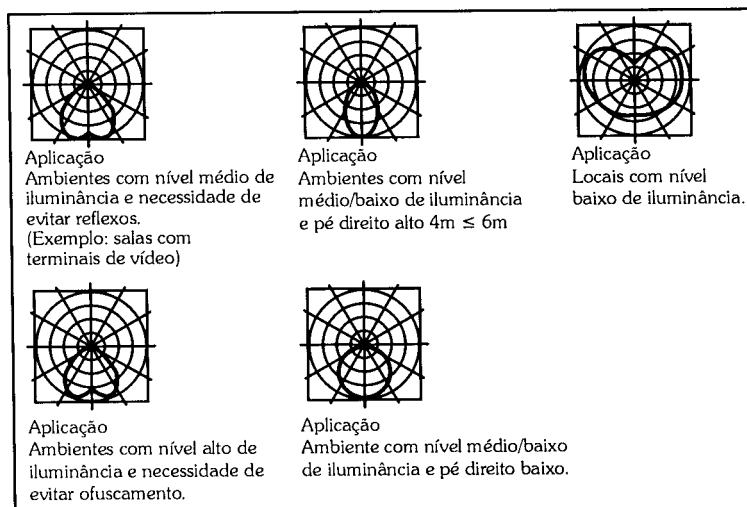 Aplicação
Ambientes com nível médio de
iluminância e necessidade de
evitar reflexos.
(Exemplo: salas com
terminais de vídeo)
Aplicação
Ambientes com nível
médio/baixo de iluminância
e pé direito alto 4m ≤ 6m
Aplicação
Locais com nível
baixo de iluminância.
Aplicação
Ambientes com nível alto de
iluminância e necessidade de
evitar ofuscamento.
Aplicação
Ambiente com nível médio/baixo
de iluminância e pé direito baixo.